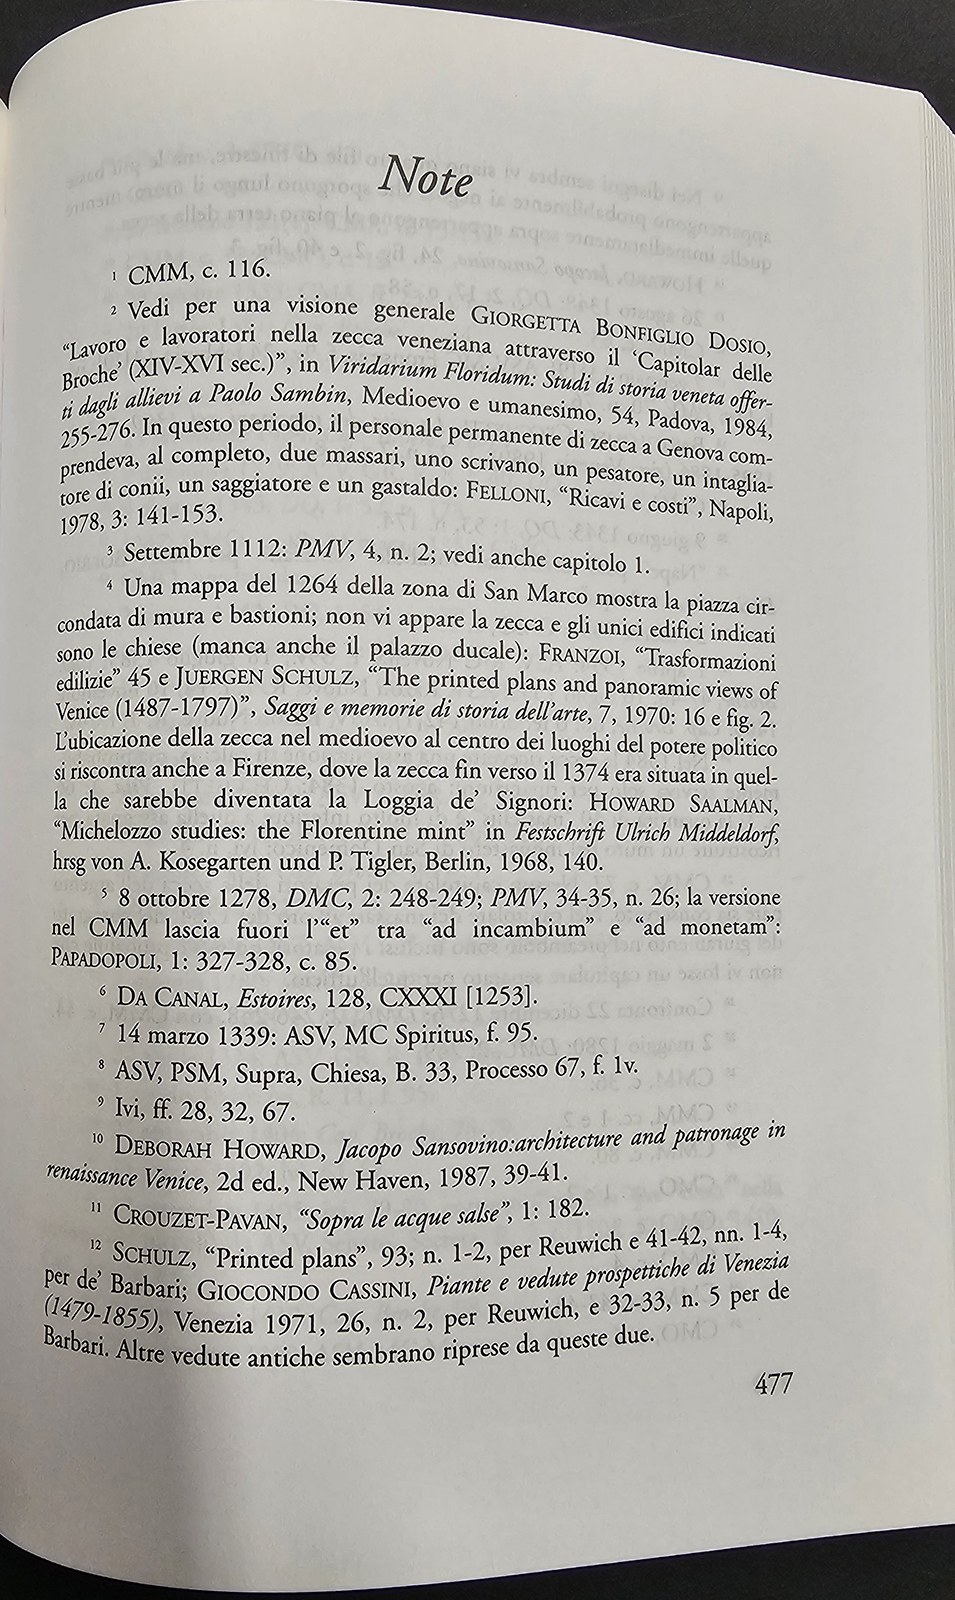 Note
¹ CMM, c. 116.
² Vedi per una visione generale GIORGETTA BONFIGLIO DOSIO,
“Lavoro e lavoratori nella zecca veneziana attraverso il ‘Capitolar delle
Broche’ (XIV-XVI sec.)”, in Viridarium Floridum: Studi di storia veneta offer-
ti dagli allievi a Paolo Sambin, Medioevo e umanesimo, 54, Padova, 1984,
255-276. In questo periodo, il personale permanente di zecca a Genova com-
prendeva, al completo, due massari, uno scrivano, un pesatore, un intaglia-
tore di conii, un saggiatore e un gastaldo: FELLONI, “Ricavi e costi”, Napoli,
1978, 3: 141-153.
³ Settembre 1112: PMV, 4, n. 2; vedi anche capitolo 1.
⁴ Una mappa del 1264 della zona di San Marco mostra la piazza cir-
condata di mura e bastioni; non vi appare la zecca e gli unici edifici indicati
sono le chiese (manca anche il palazzo ducale): FRANZOI, “Trasformazioni
edilizie” 45 e JUERGEN SCHULZ, “The printed plans and panoramic views of
Venice (1487-1797)”, Saggi e memorie di storia dell’arte, 7, 1970: 16 e fig. 2.
L’ubicazione della zecca nel medioevo al centro dei luoghi del potere politico
si riscontra anche a Firenze, dove la zecca fin verso il 1374 era situata in quel-
la che sarebbe diventata la Loggia de’ Signori: HOWARD SAALMAN,
“Michelozzo studies: the Florentine mint” in Festschrift Ulrich Middeldorf,
hrsg von A. Kosegarten und P. Tigler, Berlin, 1968, 140.
⁵ 8 ottobre 1278, DMC, 2: 248-249; PMV, 34-35, n. 26; la versione
nel CMM lascia fuori l’“et” tra “ad incambium” e “ad monetam”:
PAPADOPOLI, 1: 327-328, c. 85.
⁶ DA CANAL, Estoires, 128, CXXXI [1253].
⁷ 14 marzo 1339: ASV, MC Spiritus, f. 95.
⁸ ASV, PSM, Supra, Chiesa, B. 33, Processo 67, f. 1v.
⁹ Ivi, ff. 28, 32, 67.
¹⁰ DEBORAH HOWARD, Jacopo Sansovino:architecture and patronage in
renaissance Venice, 2d ed., New Haven, 1987, 39-41.
¹¹ CROUZET-PAVAN, “Sopra le acque salse”, 1: 182.
¹² SCHULZ, “Printed plans”, 93; n. 1-2, per Reuwich e 41-42, nn. 1-4,
per de’ Barbari; GIOCONDO CASSINI, Piante e vedute prospettiche di Venezia
(1479-1855), Venezia 1971, 26, n. 2, per Reuwich, e 32-33, n. 5 per de
Barbari. Altre vedute antiche sembrano riprese da queste due.
477